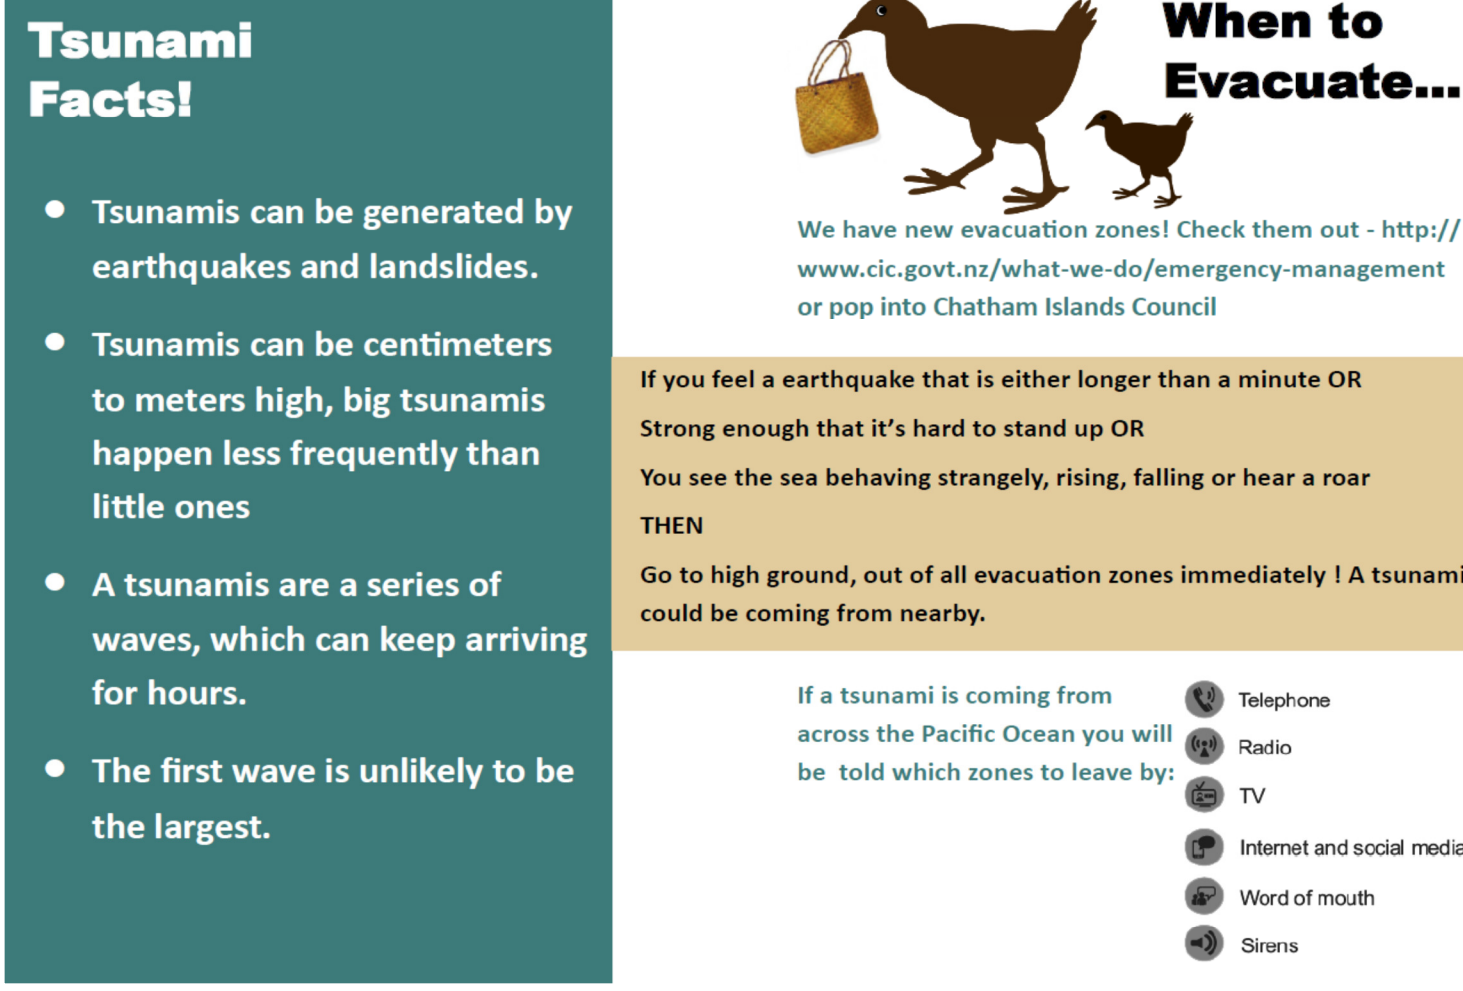 Tsunami
Facts!
• Tsunamis can be generated by
earthquakes and landslides.
• Tsunamis can be centimeters
to meters high, big tsunamis
happen less frequently than
little ones
• A tsunamis are a series of
waves, which can keep arriving
for hours.
• The first wave is unlikely to be
the largest.
When to
Evacuate...
We have new evacuation zones! Check them out - http://
www.cic.govt.nz/what-we-do/emergency-management
or pop into Chatham Islands Council
If you feel a earthquake that is either longer than a minute OR
Strong enough that it's hard to stand up OR
You see the sea behaving strangely, rising, falling or hear a roar
THEN
Go to high ground, out of all evacuation zones immediately ! A tsunami
could be coming from nearby.
If a tsunami is coming from
across the Pacific Ocean you will
be told which zones to leave by:
Telephone
Radio
TV
Internet and social media
Word of mouth
Sirens